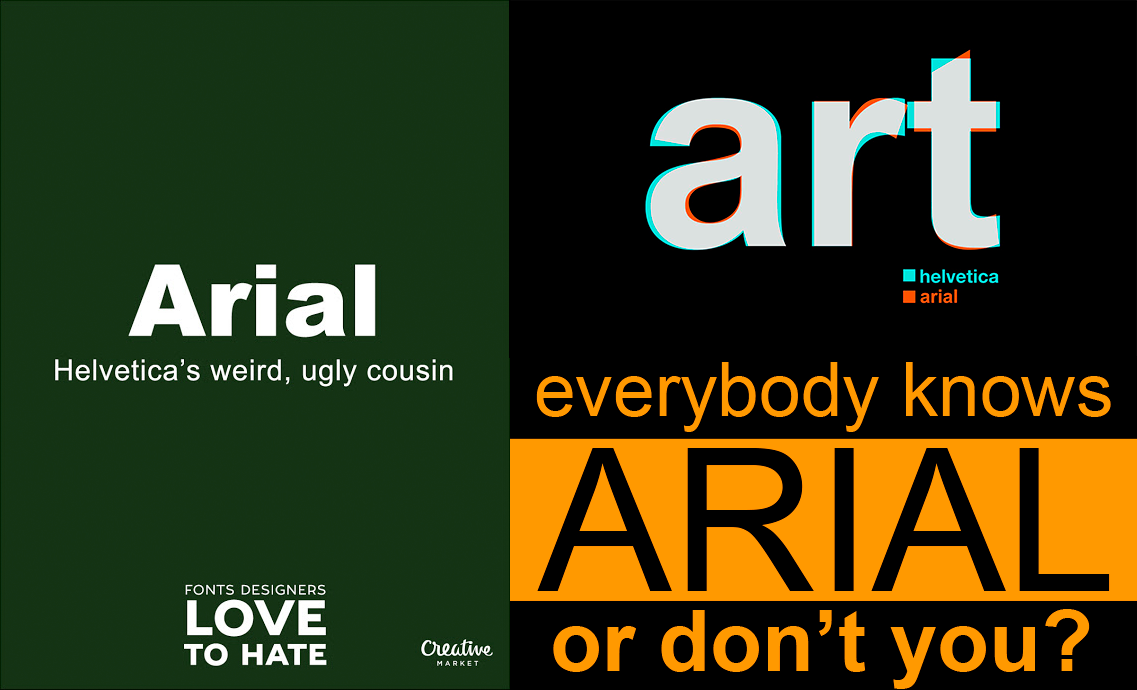 Arial
Helvetica’s weird, ugly cousin
FONTS DESIGNERS
LOVE
TO HATE
Creative
MARKET
art
helvetica
arial
everybody knows
ARIAL
or don’t you?